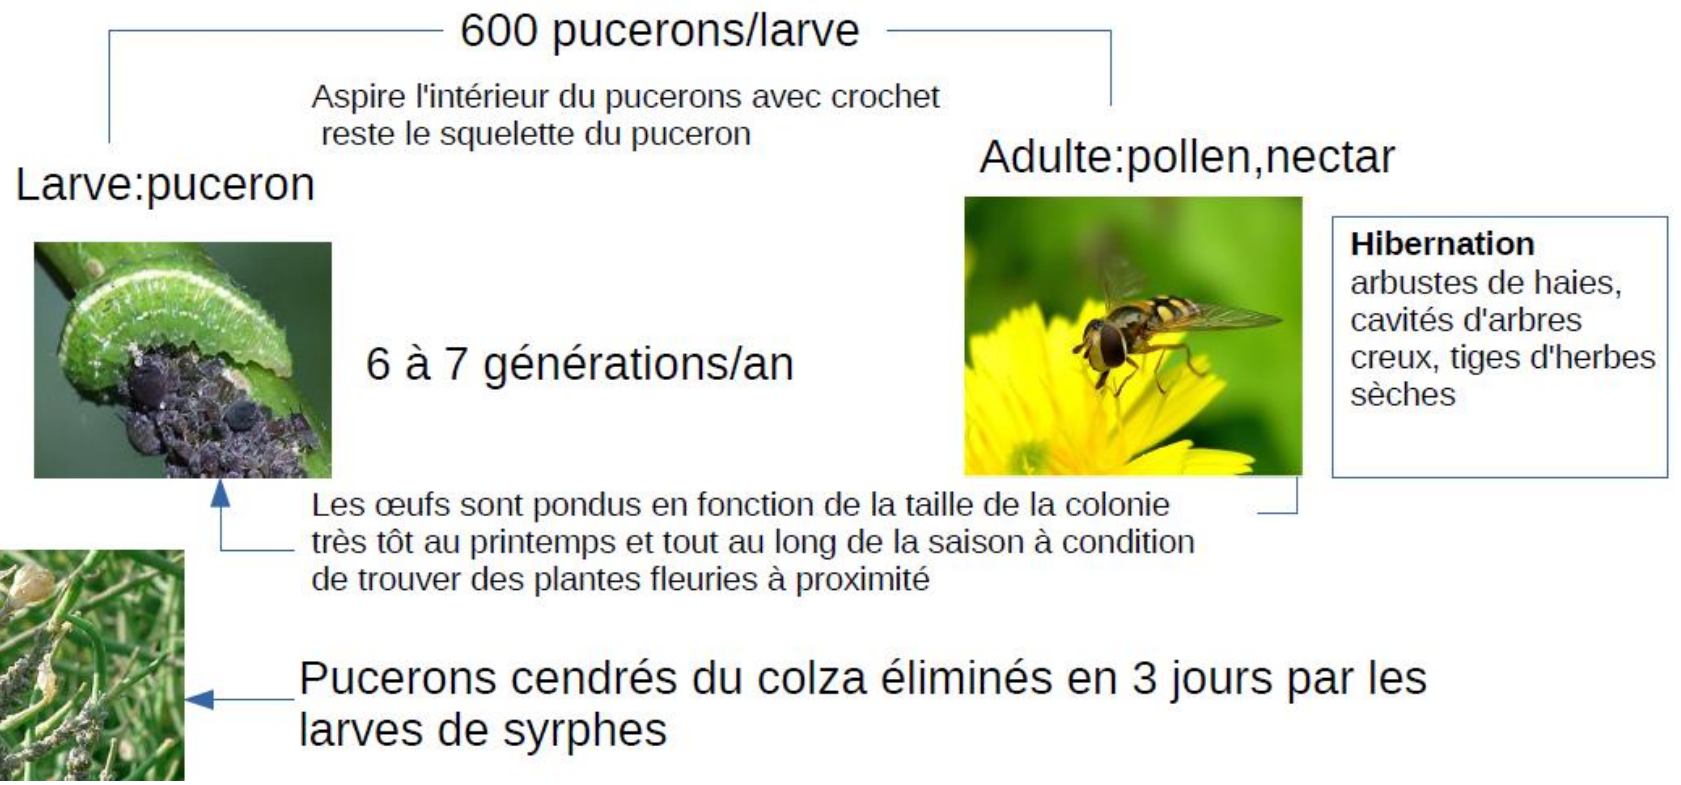 600 pucerons/larve
Aspire l'intérieur du pucerons avec crochet
reste le squelette du puceron
Larve:puceron
Adulte:pollen,nectar
Hibernation
arbustes de haies,
cavités d'arbres
creux, tiges d'herbes
sèches
6 à 7 générations/an
Les œufs sont pondus en fonction de la taille de la colonie
très tôt au printemps et tout au long de la saison à condition
de trouver des plantes fleuries à proximité
Pucerons cendrés du colza éliminés en 3 jours par les
larves de syrphes